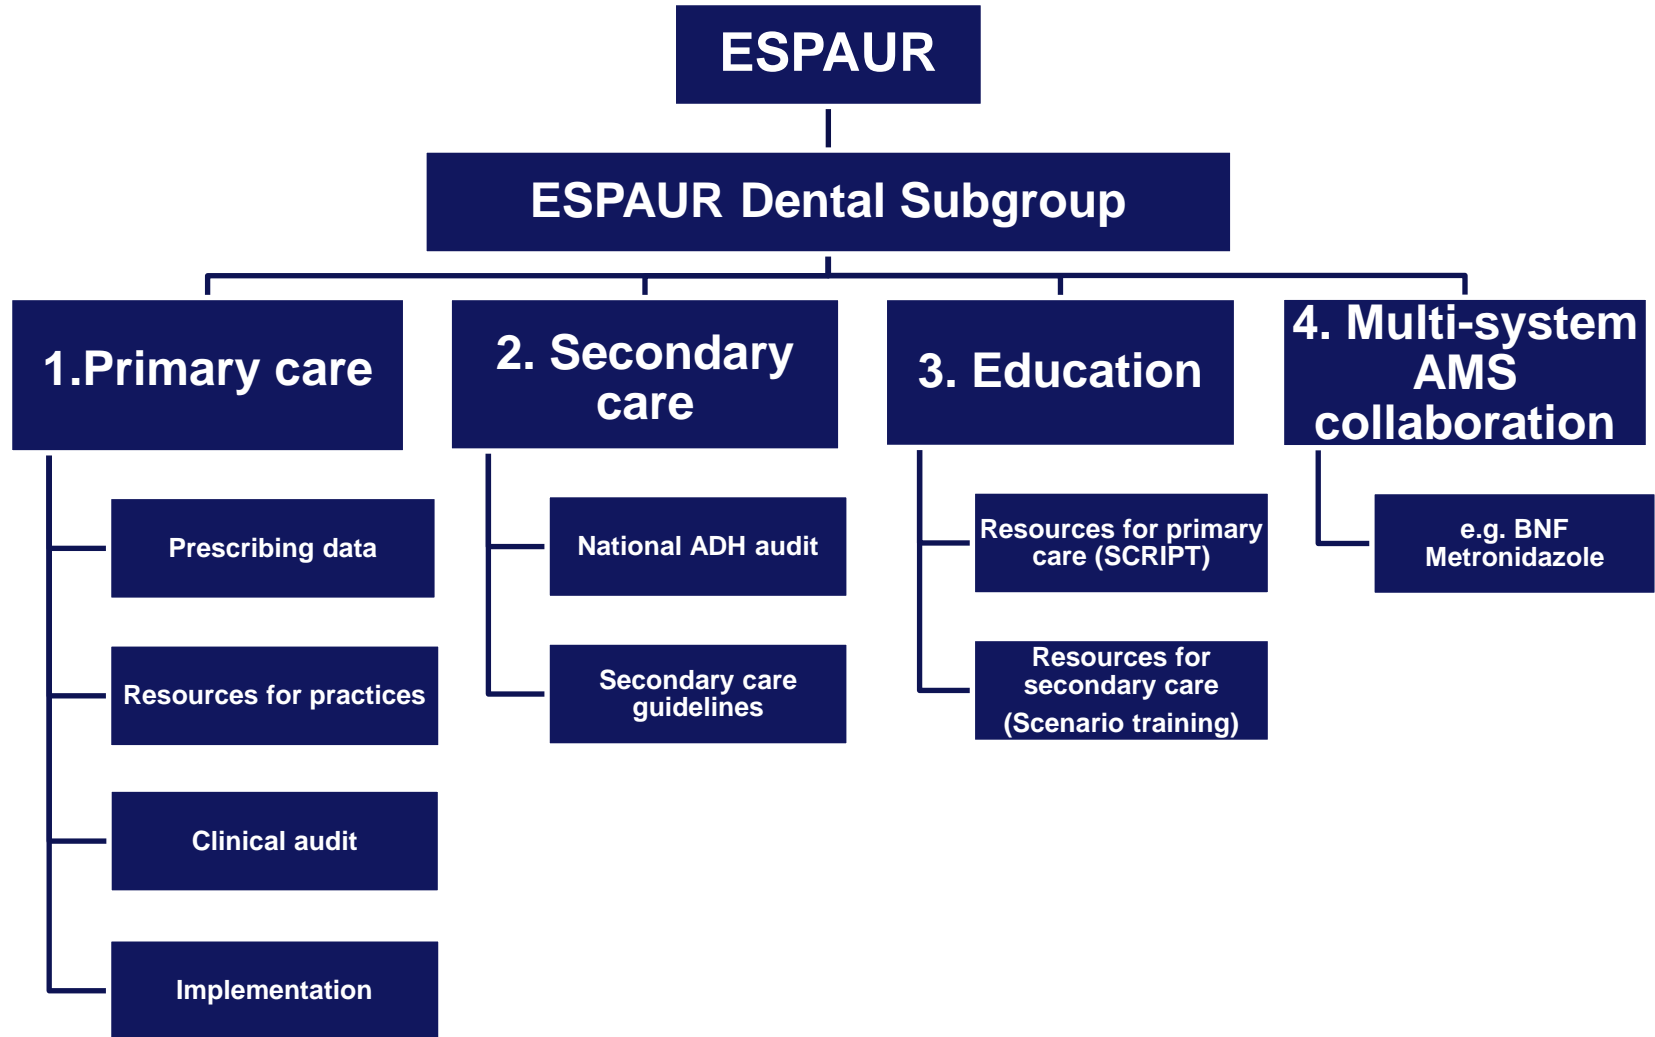 ESPAUR
ESPAUR Dental Subgroup
1.Primary care
Prescribing data
Resources for practices
Clinical audit
Implementation
2. Secondary
care
National ADH audit
Secondary care
guidelines
3. Education
Resources for primary
care (SCRIPT)
Resources for
secondary care
(Scenario training)
4. Multi-system
AMS
collaboration
e.g. BNF
Metronidazole